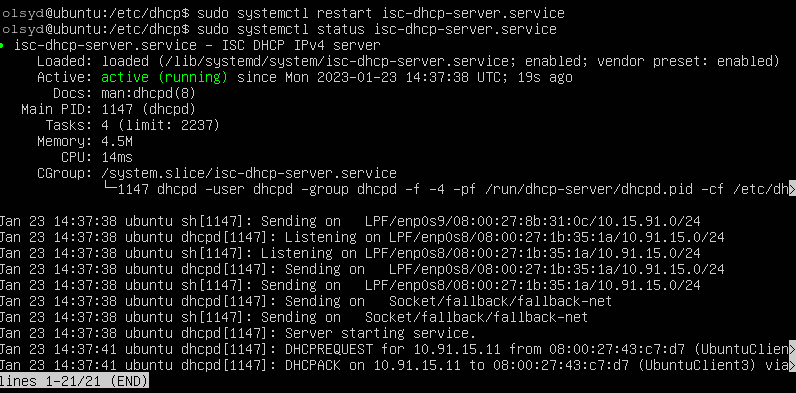 olsyd@ubuntu:/etc/dhcp$ sudo systemctl restart isc-dhcp-server.service
olsyd@ubuntu:/etc/dhcp$ sudo systemctl status isc-dhcp-server.service
● isc-dhcp-server.service - ISC DHCP IPv4 server
     Loaded: loaded (/lib/systemd/system/isc-dhcp-server.service; enabled; vendor preset: enabled)
     Active: active (running) since Mon 2023-01-23 14:37:38 UTC; 19s ago
       Docs: man:dhcpd(8)
   Main PID: 1147 (dhcpd)
      Tasks: 4 (limit: 2237)
     Memory: 4.5M
        CPU: 14ms
     CGroup: /system.slice/isc-dhcp-server.service
             └─1147 dhcpd -user dhcpd -group dhcpd -f -4 -pf /run/dhcp-server/dhcpd.pid -cf /etc/dh>
Jan 23 14:37:38 ubuntu sh[1147]: Sending on   LPF/enp0s9/08:00:27:8b:31:0c/10.15.91.0/24
Jan 23 14:37:38 ubuntu dhcpd[1147]: Listening on LPF/enp0s8/08:00:27:1b:35:1a/10.91.15.0/24
Jan 23 14:37:38 ubuntu sh[1147]: Listening on LPF/enp0s8/08:00:27:1b:35:1a/10.91.15.0/24
Jan 23 14:37:38 ubuntu dhcpd[1147]: Sending on   LPF/enp0s8/08:00:27:1b:35:1a/10.91.15.0/24
Jan 23 14:37:38 ubuntu sh[1147]: Sending on   LPF/enp0s8/08:00:27:1b:35:1a/10.91.15.0/24
Jan 23 14:37:38 ubuntu dhcpd[1147]: Sending on   Socket/fallback/fallback-net
Jan 23 14:37:38 ubuntu sh[1147]: Sending on   Socket/fallback/fallback-net
Jan 23 14:37:38 ubuntu dhcpd[1147]: Server starting service.
Jan 23 14:37:41 ubuntu dhcpd[1147]: DHCPREQUEST for 10.91.15.11 from 08:00:27:43:c7:d7 (UbuntuClien>
Jan 23 14:37:41 ubuntu dhcpd[1147]: DHCPACK on 10.91.15.11 to 08:00:27:43:c7:d7 (UbuntuClient3) via>
lines 1-21/21 (END)